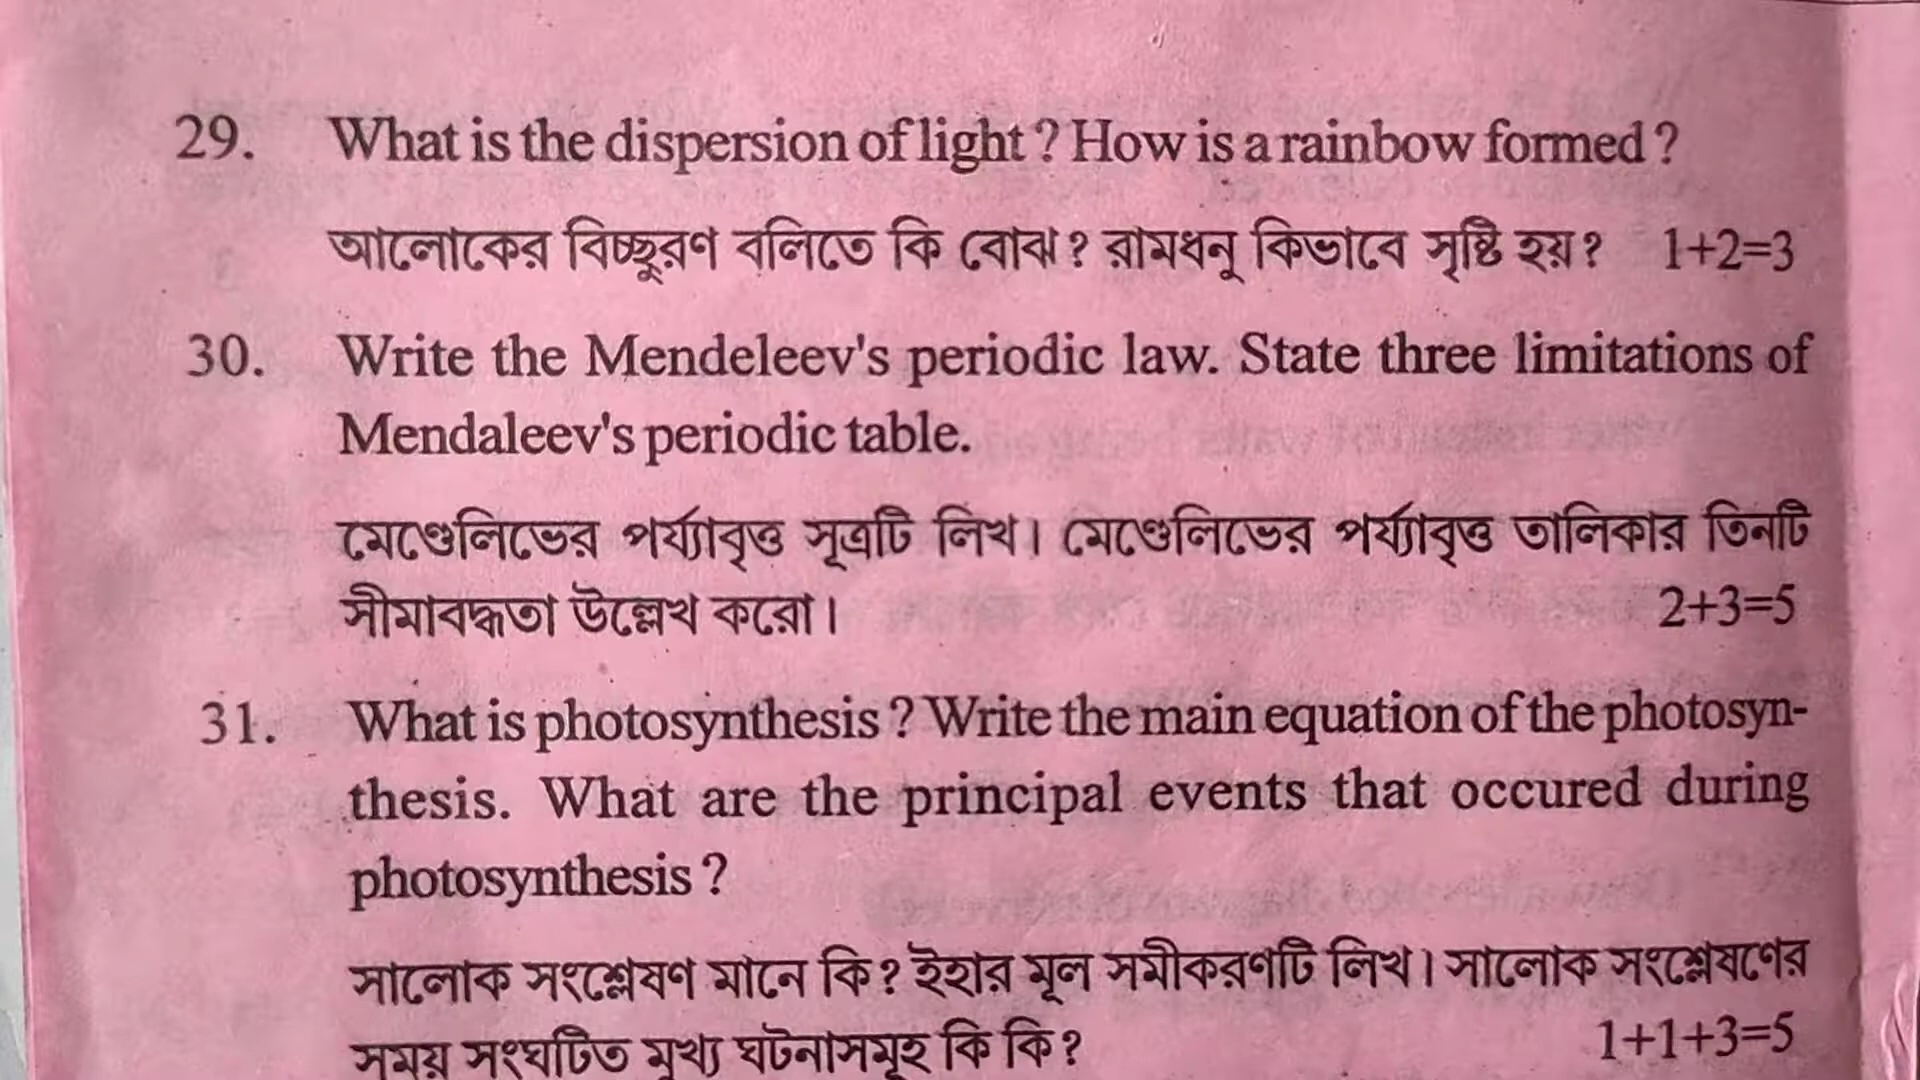 29. What is the dispersion of light ? How is a rainbow formed ?
আলোকের বিচ্ছুরণ বলিতে কি বোঝ ? রামধনু কিভাবে সৃষ্টি হয় ? 1+2=3
30. Write the Mendeleev's periodic law. State three limitations of
Mendaleev's periodic table.
মেণ্ডেলিভের পর্য্যাবৃত্ত সূত্রটি লিখ। মেণ্ডেলিভের পর্য্যাবৃত্ত তালিকার তিনটি
সীমাবদ্ধতা উল্লেখ করো। 2+3=5
31. What is photosynthesis ? Write the main equation of the photosyn-
thesis. What are the principal events that occured during
photosynthesis ?
সালোক সংশ্লেষণ মানে কি ? ইহার মূল সমীকরণটি লিখ। সালোক সংশ্লেষণের
সময় সংঘটিত মুখ্য ঘটনাসমূহ কি কি ? 1+1+3=5